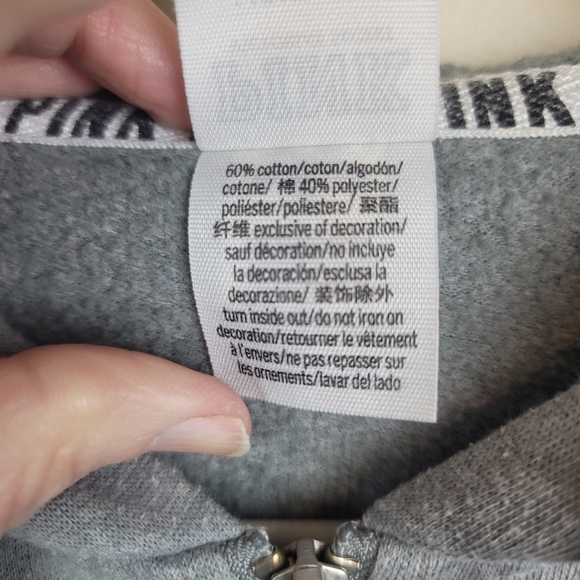 PINK
INK
60% cotton/coton/algodón/
cotone/ 棉 40% polyester/
poliéster/poliestere/ 聚酯
纤维 exclusive of decoration/
sauf décoration/no incluye
la decoración/esclusa la
decorazione/ 装饰除外
turn inside out/do not iron on
decoration/retourner le vêtement
à l'envers/ne pas repasser sur
les ornements/lavar del lado